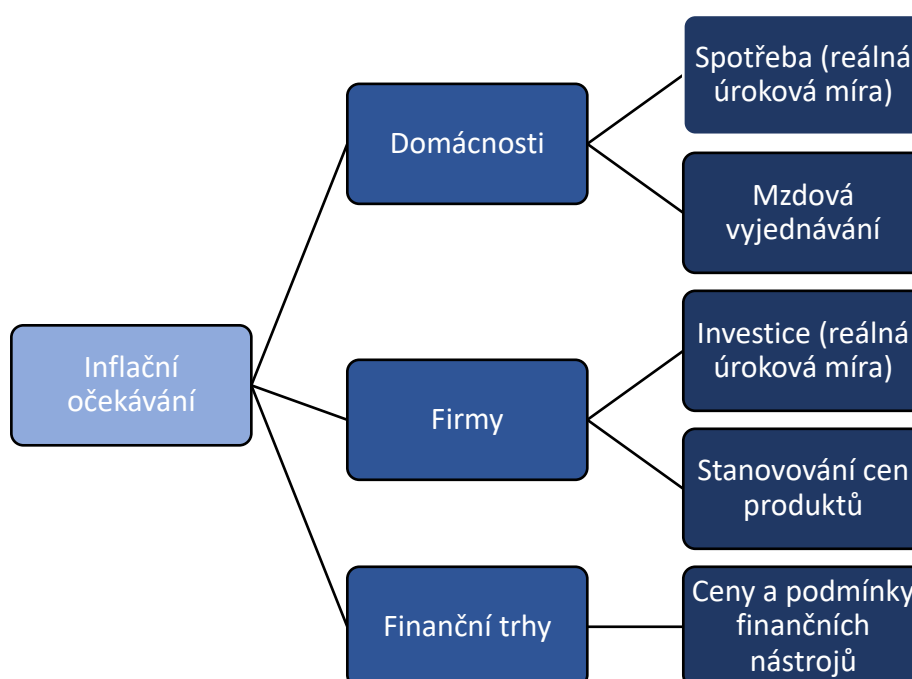 Inflační
očekávání
Domácnosti
Spotřeba (reálná
úroková míra)
Mzdová
vyjednávání
Firmy
Investice (reálná
úroková míra)
Stanovování cen
produktů
Finanční trhy
Ceny a podmínky
finančních
nástrojů